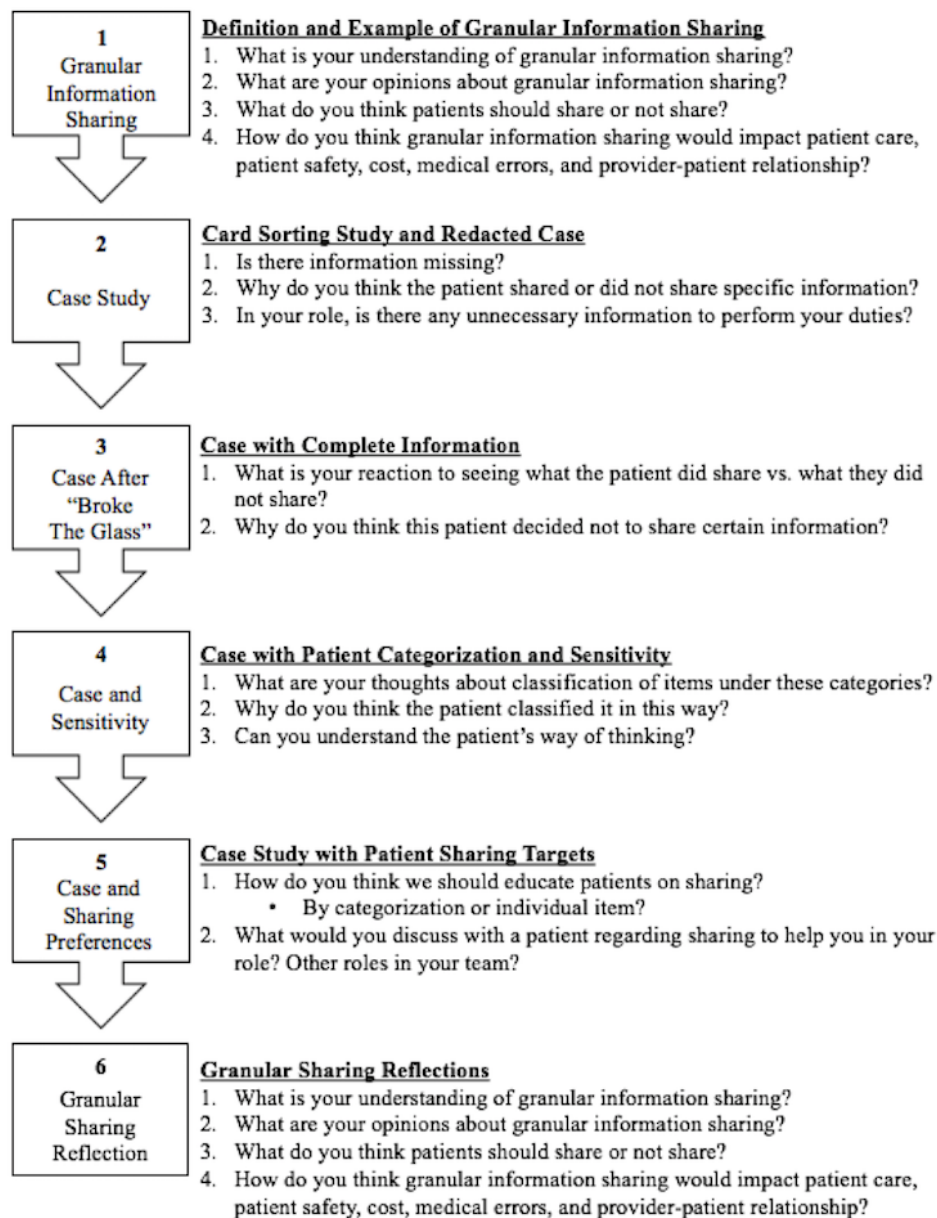 1
Granular
Information
Sharing
Definition and Example of Granular Information Sharing
1. What is your understanding of granular information sharing?
2. What are your opinions about granular information sharing?
3. What do you think patients should share or not share?
4. How do you think granular information sharing would impact patient care,
patient safety, cost, medical errors, and provider-patient relationship?
2
Case Study
Card Sorting Study and Redacted Case
1. Is there information missing?
2. Why do you think the patient shared or did not share specific information?
3. In your role, is there any unnecessary information to perform your duties?
3
Case After
“Broke
The Glass”
Case with Complete Information
1. What is your reaction to seeing what the patient did share vs. what they did
not share?
2. Why do you think this patient decided not to share certain information?
4
Case and
Sensitivity
Case with Patient Categorization and Sensitivity
1. What are your thoughts about classification of items under these categories?
2. Why do you think the patient classified it in this way?
3. Can you understand the patient’s way of thinking?
5
Case and
Sharing
Preferences
Case Study with Patient Sharing Targets
1. How do you think we should educate patients on sharing?
• By categorization or individual item?
2. What would you discuss with a patient regarding sharing to help you in your
role? Other roles in your team?
6
Granular
Sharing
Reflection
Granular Sharing Reflections
1. What is your understanding of granular information sharing?
2. What are your opinions about granular information sharing?
3. What do you think patients should share or not share?
4. How do you think granular information sharing would impact patient care,
patient safety, cost, medical errors, and provider-patient relationship?